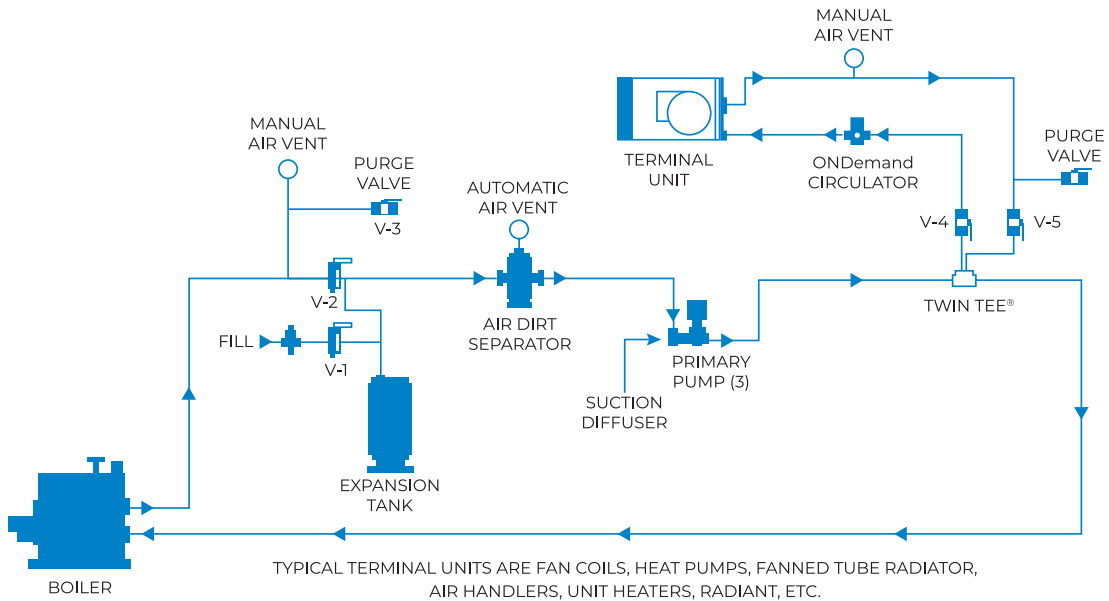 MANUAL
AIR VENT
MANUAL
AIR VENT
PURGE
VALVE
V-3
AUTOMATIC
AIR VENT
TERMINAL
UNIT
ONDemand
CIRCULATOR
PURGE
VALVE
V-4
V-5
V-2
TWIN TEE®
FILL
V-1
AIR DIRT
SEPARATOR
PRIMARY
PUMP (3)
SUCTION
DIFFUSER
EXPANSION
TANK
BOILER
TYPICAL TERMINAL UNITS ARE FAN COILS, HEAT PUMPS, FANNED TUBE RADIATOR,
AIR HANDLERS, UNIT HEATERS, RADIANT, ETC.